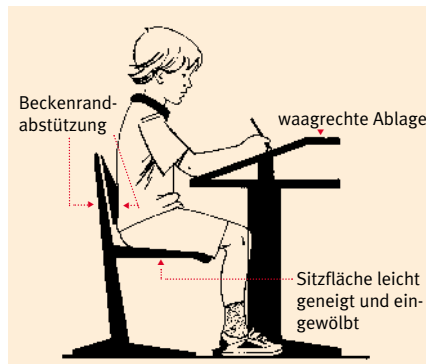 Beckenrand-
abstützung
waagrechte Ablage
Sitzfläche leicht
geneigt und ein-
gewölbt